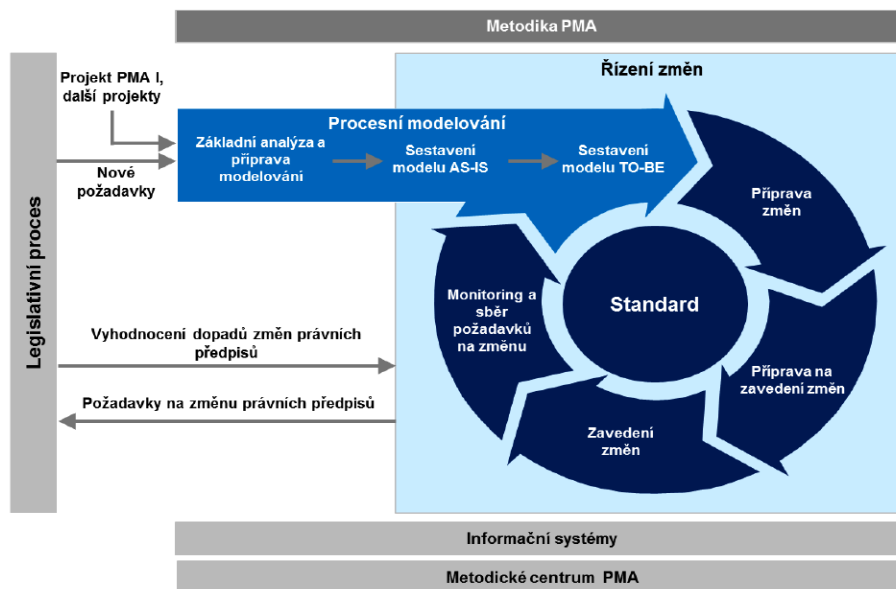 Metodika PMA
Řízení změn
Projekt PMA I,
další projekty
Procesní modelování
Základní analýza a
příprava
modelování
Sestavení
modelu AS-IS
Sestavení
modelu TO-BE
Nové
požadavky
Legislativní proces
Příprava
změn
Monitoring a
sběr
požadavků
na změnu
Standard
Vyhodnocení dopadů změn právních
předpisů
Příprava na
zavedení změn
Požadavky na změnu právních předpisů
Zavedení
změn
Informační systémy
Metodické centrum PMA